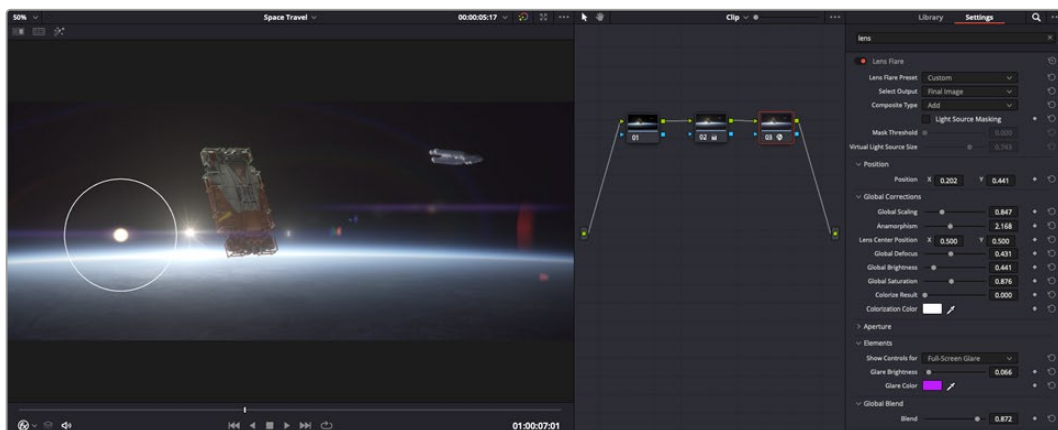 50%
Space Travel
00:00:05:17
Clip
Library
Settings
lens
Lens Flare
Lens Flare Preset
Custom
Select Output
Final Image
Composite Type
Add
Light Source Masking
Mask Threshold
0.000
Virtual Light Source Size
0.743
Position
Position X 0.202 Y 0.441
Global Corrections
Global Scaling 0.847
Anamorphism 2.168
Lens Center Position X 0.500 Y 0.500
Global Defocus 0.431
Global Brightness 0.441
Global Saturation 0.876
Colorize Result 0.000
Colorization Color
Aperture
Elements
Show Controls for Full-Screen Glare
Glare Brightness 0.066
Glare Color
Global Blend
Blend 0.872
01
02
03
01:00:07:01